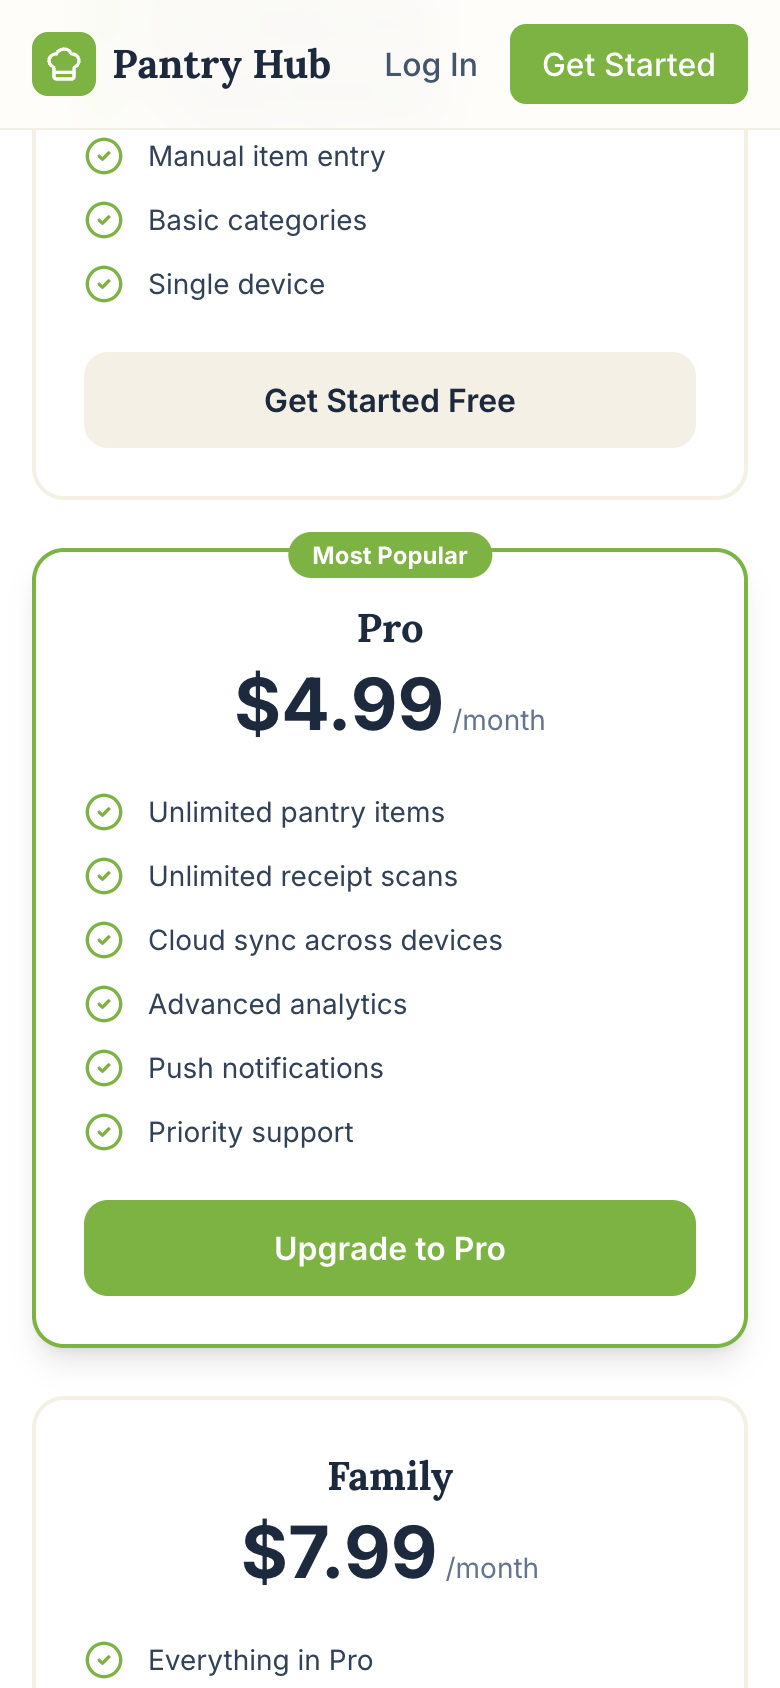 Pantry Hub
Log In
Get Started
Manual item entry
Basic categories
Single device
Get Started Free
Most Popular
Pro
$4.99 /month
Unlimited pantry items
Unlimited receipt scans
Cloud sync across devices
Advanced analytics
Push notifications
Priority support
Upgrade to Pro
Family
$7.99 /month
Everything in Pro